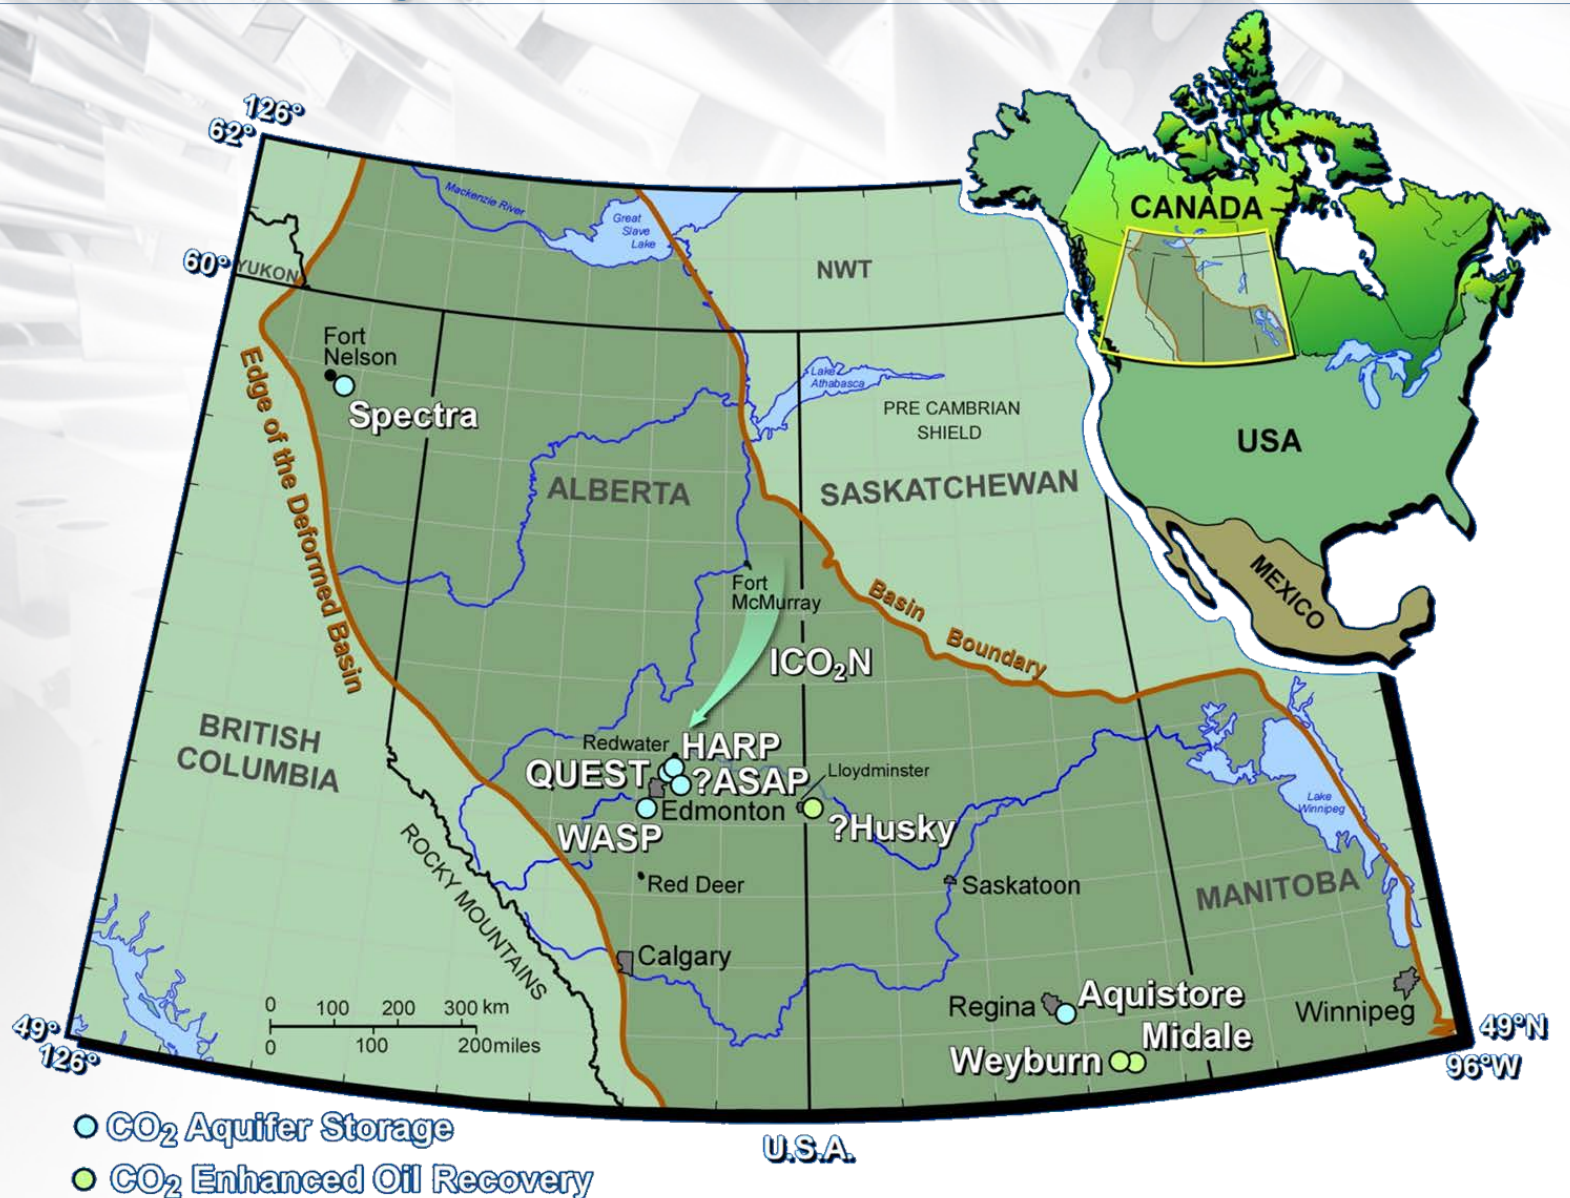 126°
62°
60°
YUKON
Mackenzie River
Great
Slave
Lake
NWT
CANADA
USA
MEXICO
Fort
Nelson
Spectra
Edge of the Deformed Basin
Lake
Athabasca
PRE CAMBRIAN
SHIELD
ALBERTA
SASKATCHEWAN
Fort
McMurray
Basin Boundary
ICO₂N
BRITISH
COLUMBIA
Redwater
HARP
QUEST
?ASAP
Lloydminster
Edmonton
WASP
?Husky
Lake
Winnipeg
ROCKY MOUNTAINS
Red Deer
Saskatoon
MANITOBA
Calgary
0 100 200 300 km
0 100 200miles
Regina
Aquistore
Midale
Weyburn
Winnipeg
49°
126°
49°N
96°W
U.S.A.
CO₂ Aquifer Storage
CO₂ Enhanced Oil Recovery